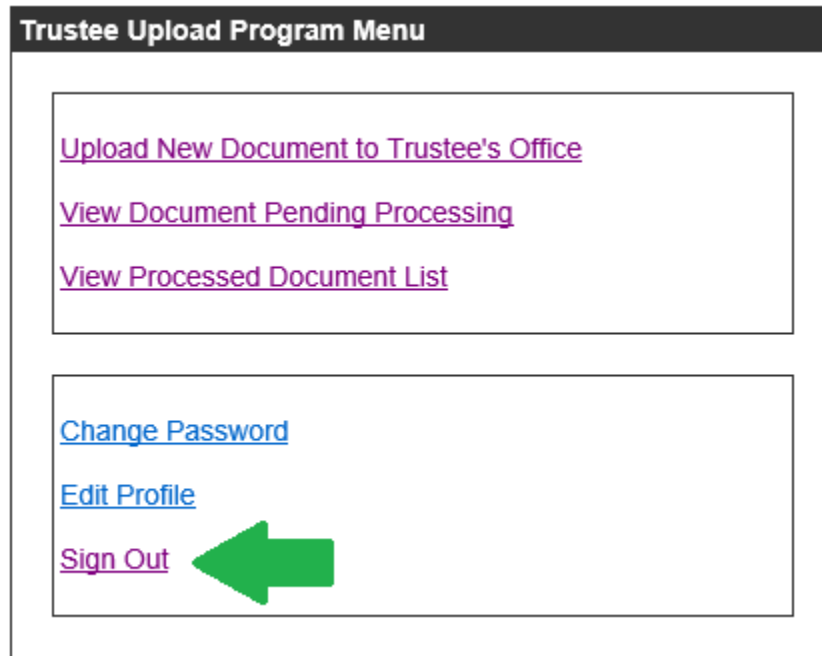 Trustee Upload Program Menu
Upload New Document to Trustee's Office
View Document Pending Processing
View Processed Document List
Change Password
Edit Profile
Sign Out